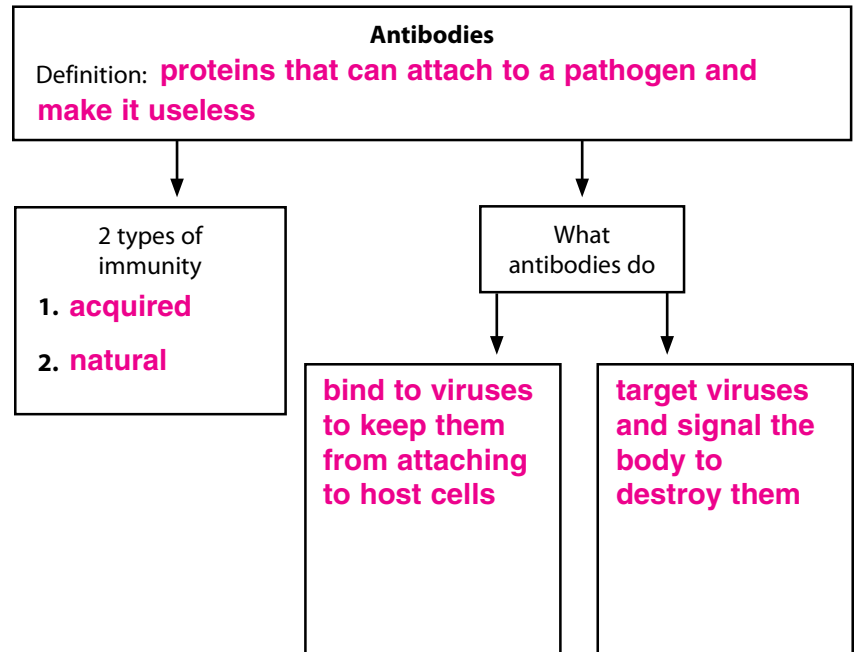 Antibodies
Definition: proteins that can attach to a pathogen and
make it useless
2 types of
immunity
1. acquired
2. natural
What
antibodies do
bind to viruses
to keep them
from attaching
to host cells
target viruses
and signal the
body to
destroy them